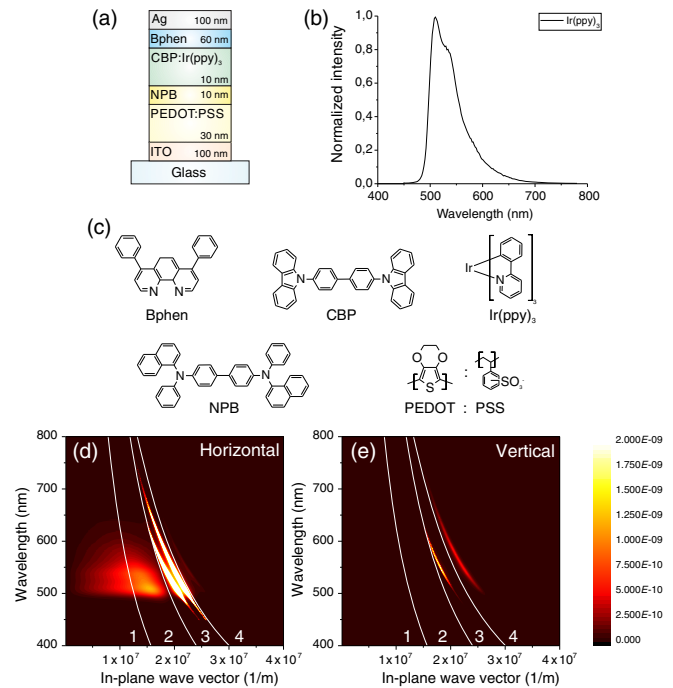 (a)
Ag 100 nm
Bphen 60 nm
CBP:Ir(ppy)3
10 nm
NPB 10 nm
PEDOT:PSS
30 nm
ITO 100 nm
Glass
(b)
Ir(ppy)3
Normalized intensity
1,0
0,8
0,6
0,4
0,2
0,0
400 500 600 700 800
Wavelength (nm)
(c)
N N
Bphen
N N
CBP
Ir
N
3
Ir(ppy)3
N N
NPB
O O
S
:
SO3-
PEDOT : PSS
(d) Horizontal
Wavelength (nm)
800
700
600
500
400
1 2 3 4
1x10^7 2x10^7 3x10^7 4x10^7
In-plane wave vector (1/m)
(e) Vertical
Wavelength (nm)
800
700
600
500
400
1 2 3 4
1x10^7 2x10^7 3x10^7 4x10^7
In-plane wave vector (1/m)
2.000E-09
1.750E-09
1.500E-09
1.250E-09
1.000E-09
7.500E-10
5.000E-10
2.500E-10
0.000